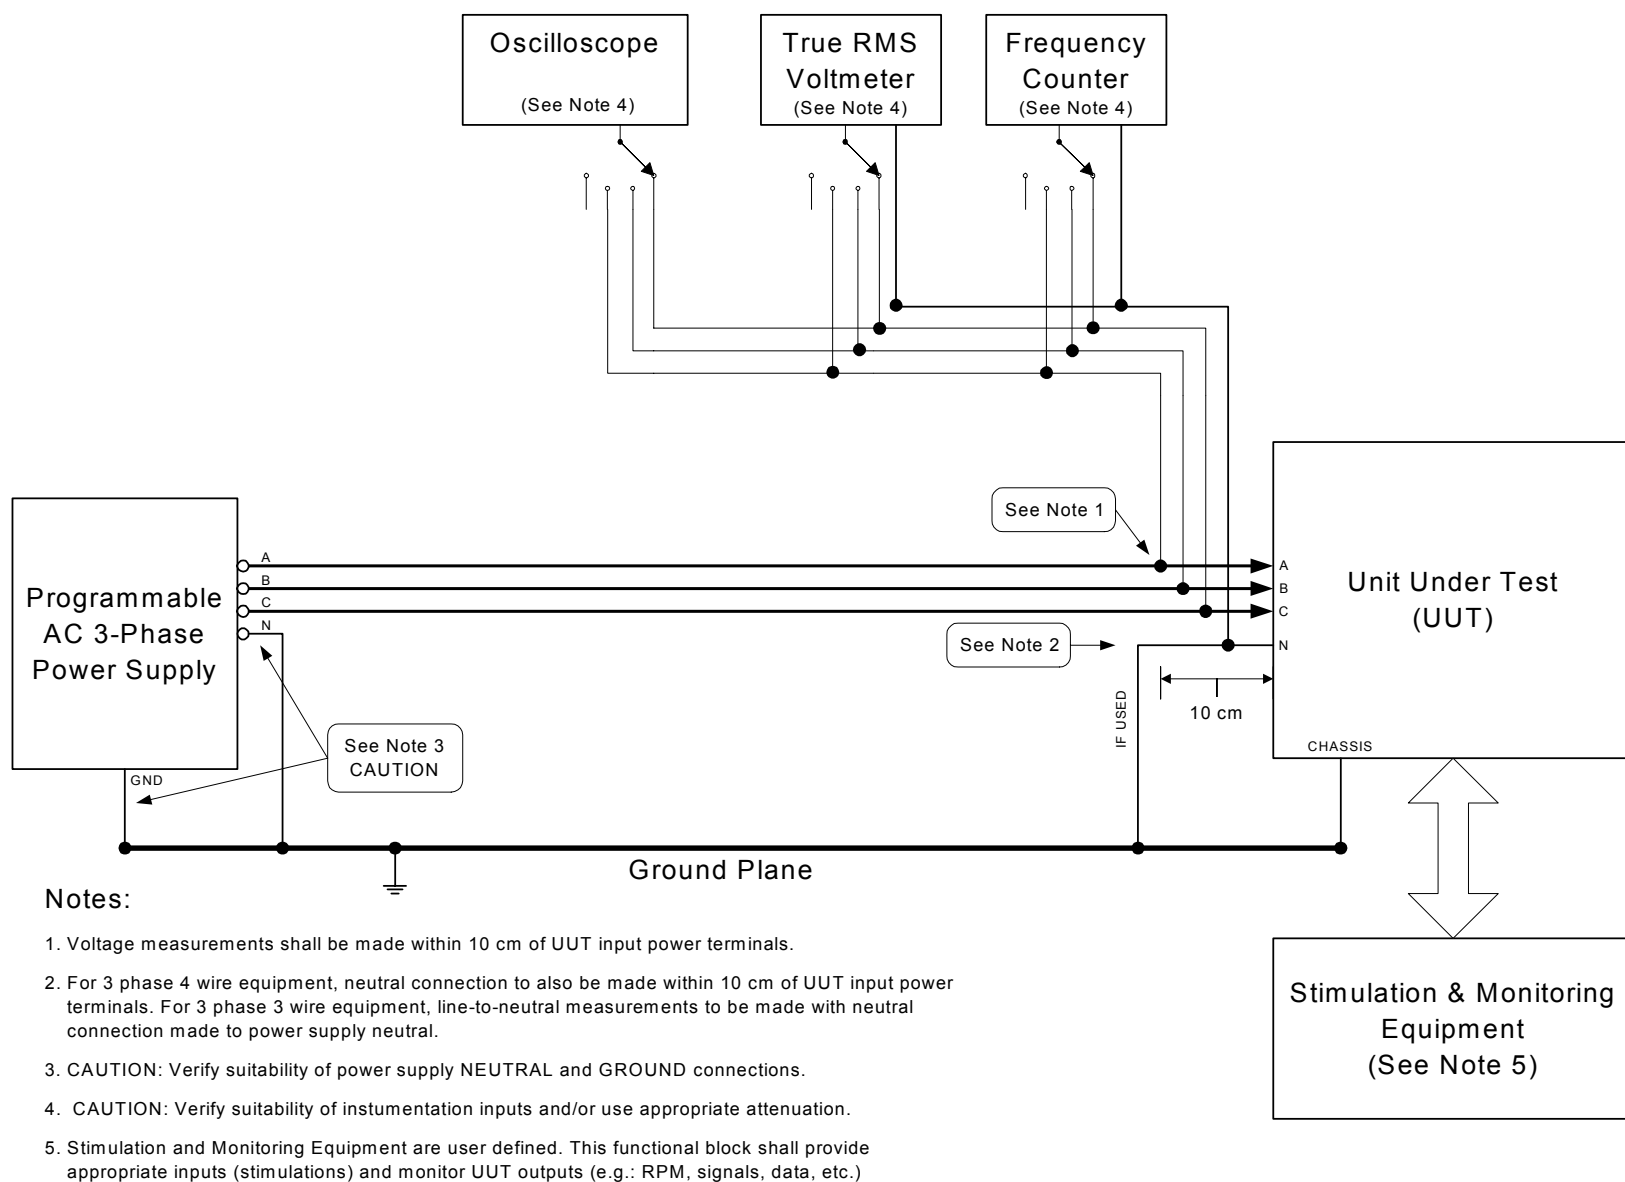 Oscilloscope
(See Note 4)
True RMS
Voltmeter
(See Note 4)
Frequency
Counter
(See Note 4)
See Note 1
Programmable
AC 3-Phase
Power Supply
A
B
C
N
GND
See Note 3
CAUTION
See Note 2
IF USED
10 cm
A
B
C
N
Unit Under Test
(UUT)
CHASSIS
Ground Plane
Stimulation & Monitoring
Equipment
(See Note 5)
Notes:
1. Voltage measurements shall be made within 10 cm of UUT input power terminals.
2. For 3 phase 4 wire equipment, neutral connection to also be made within 10 cm of UUT input power
terminals. For 3 phase 3 wire equipment, line-to-neutral measurements to be made with neutral
connection made to power supply neutral.
3. CAUTION: Verify suitability of power supply NEUTRAL and GROUND connections.
4. CAUTION: Verify suitability of instumentation inputs and/or use appropriate attenuation.
5. Stimulation and Monitoring Equipment are user defined. This functional block shall provide
appropriate inputs (stimulations) and monitor UUT outputs (e.g.: RPM, signals, data, etc.)